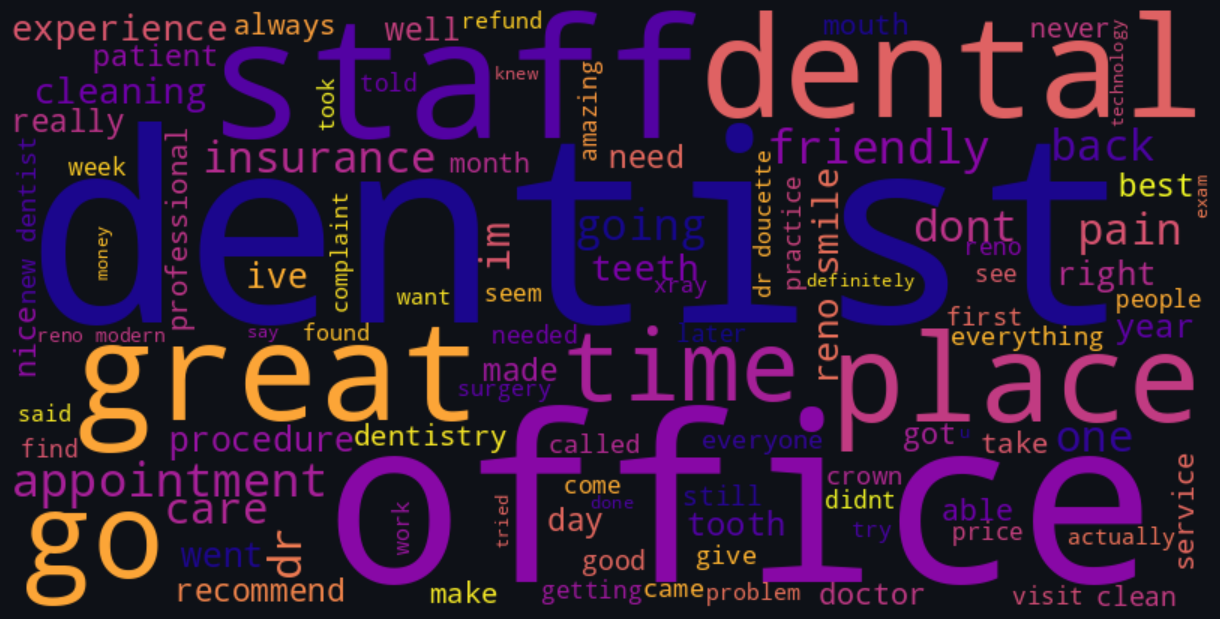 experience
always
well
refund
mouth
never
patient
staff
dental
technology
cleaning
took
told
knew
amazing
really
insurance
month
need
friendly
back
week
professional
dentist
best
exam
nicenew dentist
money
ive
complaint
im
going
teeth
xray
dr doucette
practice
reno smile
dont
reno
pain
want
seem
definitely
see
right
people
reno modern
say
found
needed
later
first
everything
year
great
made
surgery
time
place
said
find
procedure
dentistry
called
everyone
got
u
take
one
appointment
care
office
come
done
still
crown
didnt
able
service
go
went
dr
work
tried
day
tooth
try
price
actually
good
give
recommend
make
getting
came
problem
doctor
visit
clean